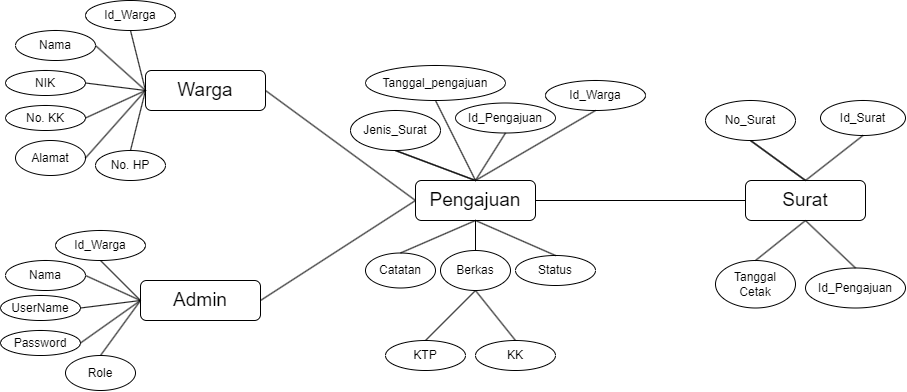 Id_Warga
Nama
NIK
No. KK
Alamat
No. HP
Warga
Id_Warga
Nama
UserName
Password
Role
Admin
Tanggal_pengajuan
Id_Warga
Jenis_Surat
Id_Pengajuan
Pengajuan
Catatan
Berkas
Status
KTP
KK
No_Surat
Id_Surat
Surat
Tanggal
Cetak
Id_Pengajuan